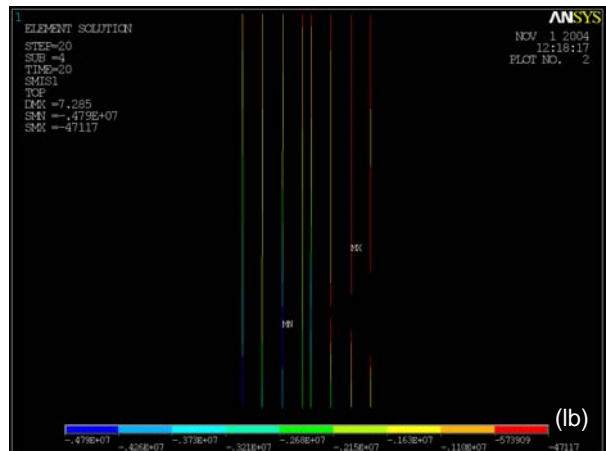 1
ANSYS
ELEMENT SOLUTION
NOV 1 2004
12:18:17
PLOT NO. 2
STEP=20
SUB =4
TIME=20
SMIS1
TOP
DMX =7.285
SMN =-.479E+07
SMX =-47117
MX
MN
(lb)
-.479E+07 -.373E+07 -.268E+07 -.163E+07 -573909
-.426E+07 -.321E+07 -.215E+07 -.110E+07 -47117